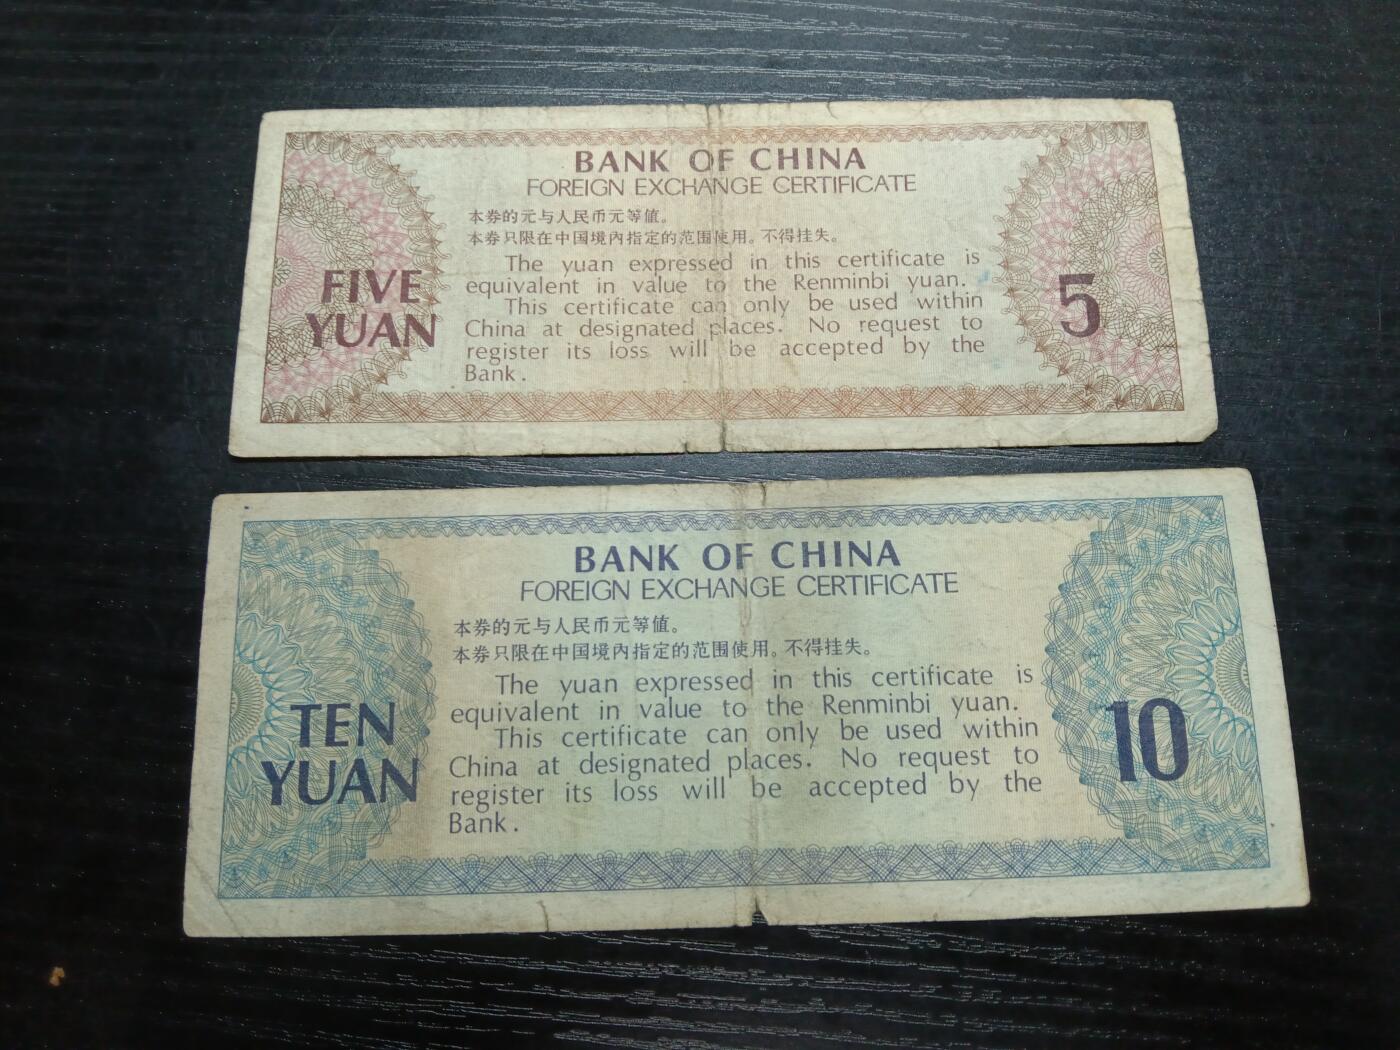 BANK OF CHINA
FOREIGN EXCHANGE CERTIFICATE
本券的元与人民币元等值。
本券只限在中国境内指定的范围使用。不得挂失。
The yuan expressed in this certificate is
equivalent in value to the Renminbi yuan.
This certificate can only be used within
China at designated places. No request to
register its loss will be accepted by the
Bank.
FIVE
YUAN
5
BANK OF CHINA
FOREIGN EXCHANGE CERTIFICATE
本券的元与人民币元等值。
本券只限在中国境内指定的范围使用。不得挂失。
The yuan expressed in this certificate is
equivalent in value to the Renminbi yuan.
This certificate can only be used within
China at designated places. No request to
register its loss will be accepted by the
Bank.
TEN
YUAN
10